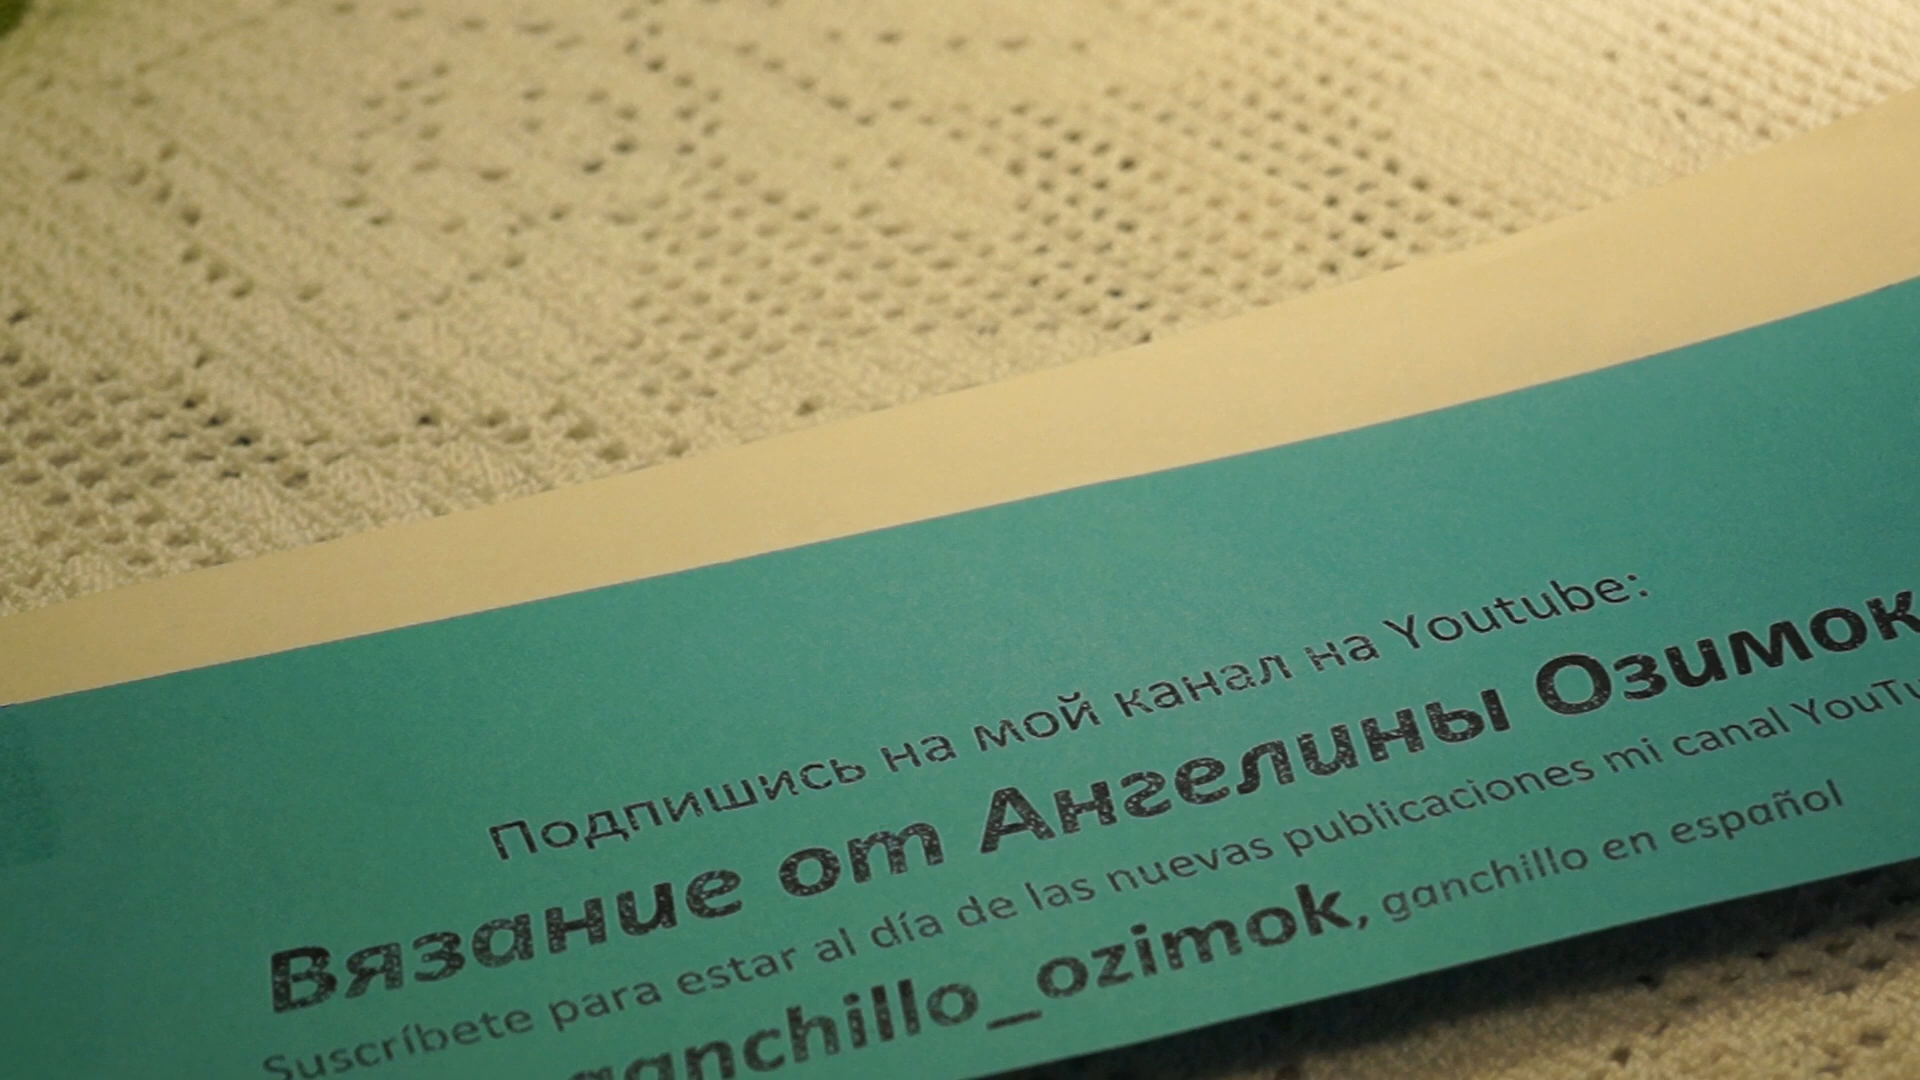 Подпишись на мой канал на Youtube:
Вязание от Ангелины Озимок
Suscríbete para estar al día de las nuevas publicaciones mi canal
ganchillo_ozimok, ganchillo en español